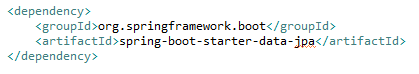 <dependency>
<groupId>org.springframework.boot</groupId>
<artifactId>spring-boot-starter-data-jpa</artifactId>
</dependency>